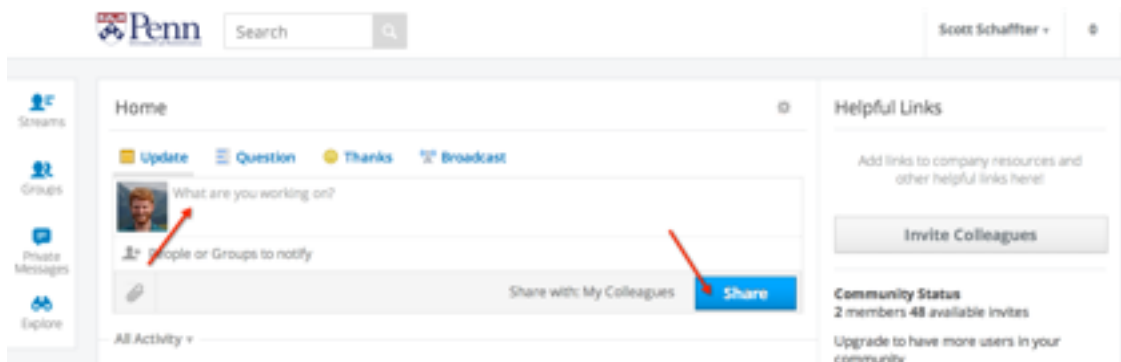 Penn
Search
Scott Schaffter
Streams
Groups
Private
Messages
Explore
Home
Update
Question
Thanks
Broadcast
What are you working on?
People or Groups to notify
Share with: My Colleagues
Share
All Activity
Helpful Links
Add links to company resources and
other helpful links here!
Invite Colleagues
Community Status
2 members 48 available invites
Upgrade to have more users in your
community